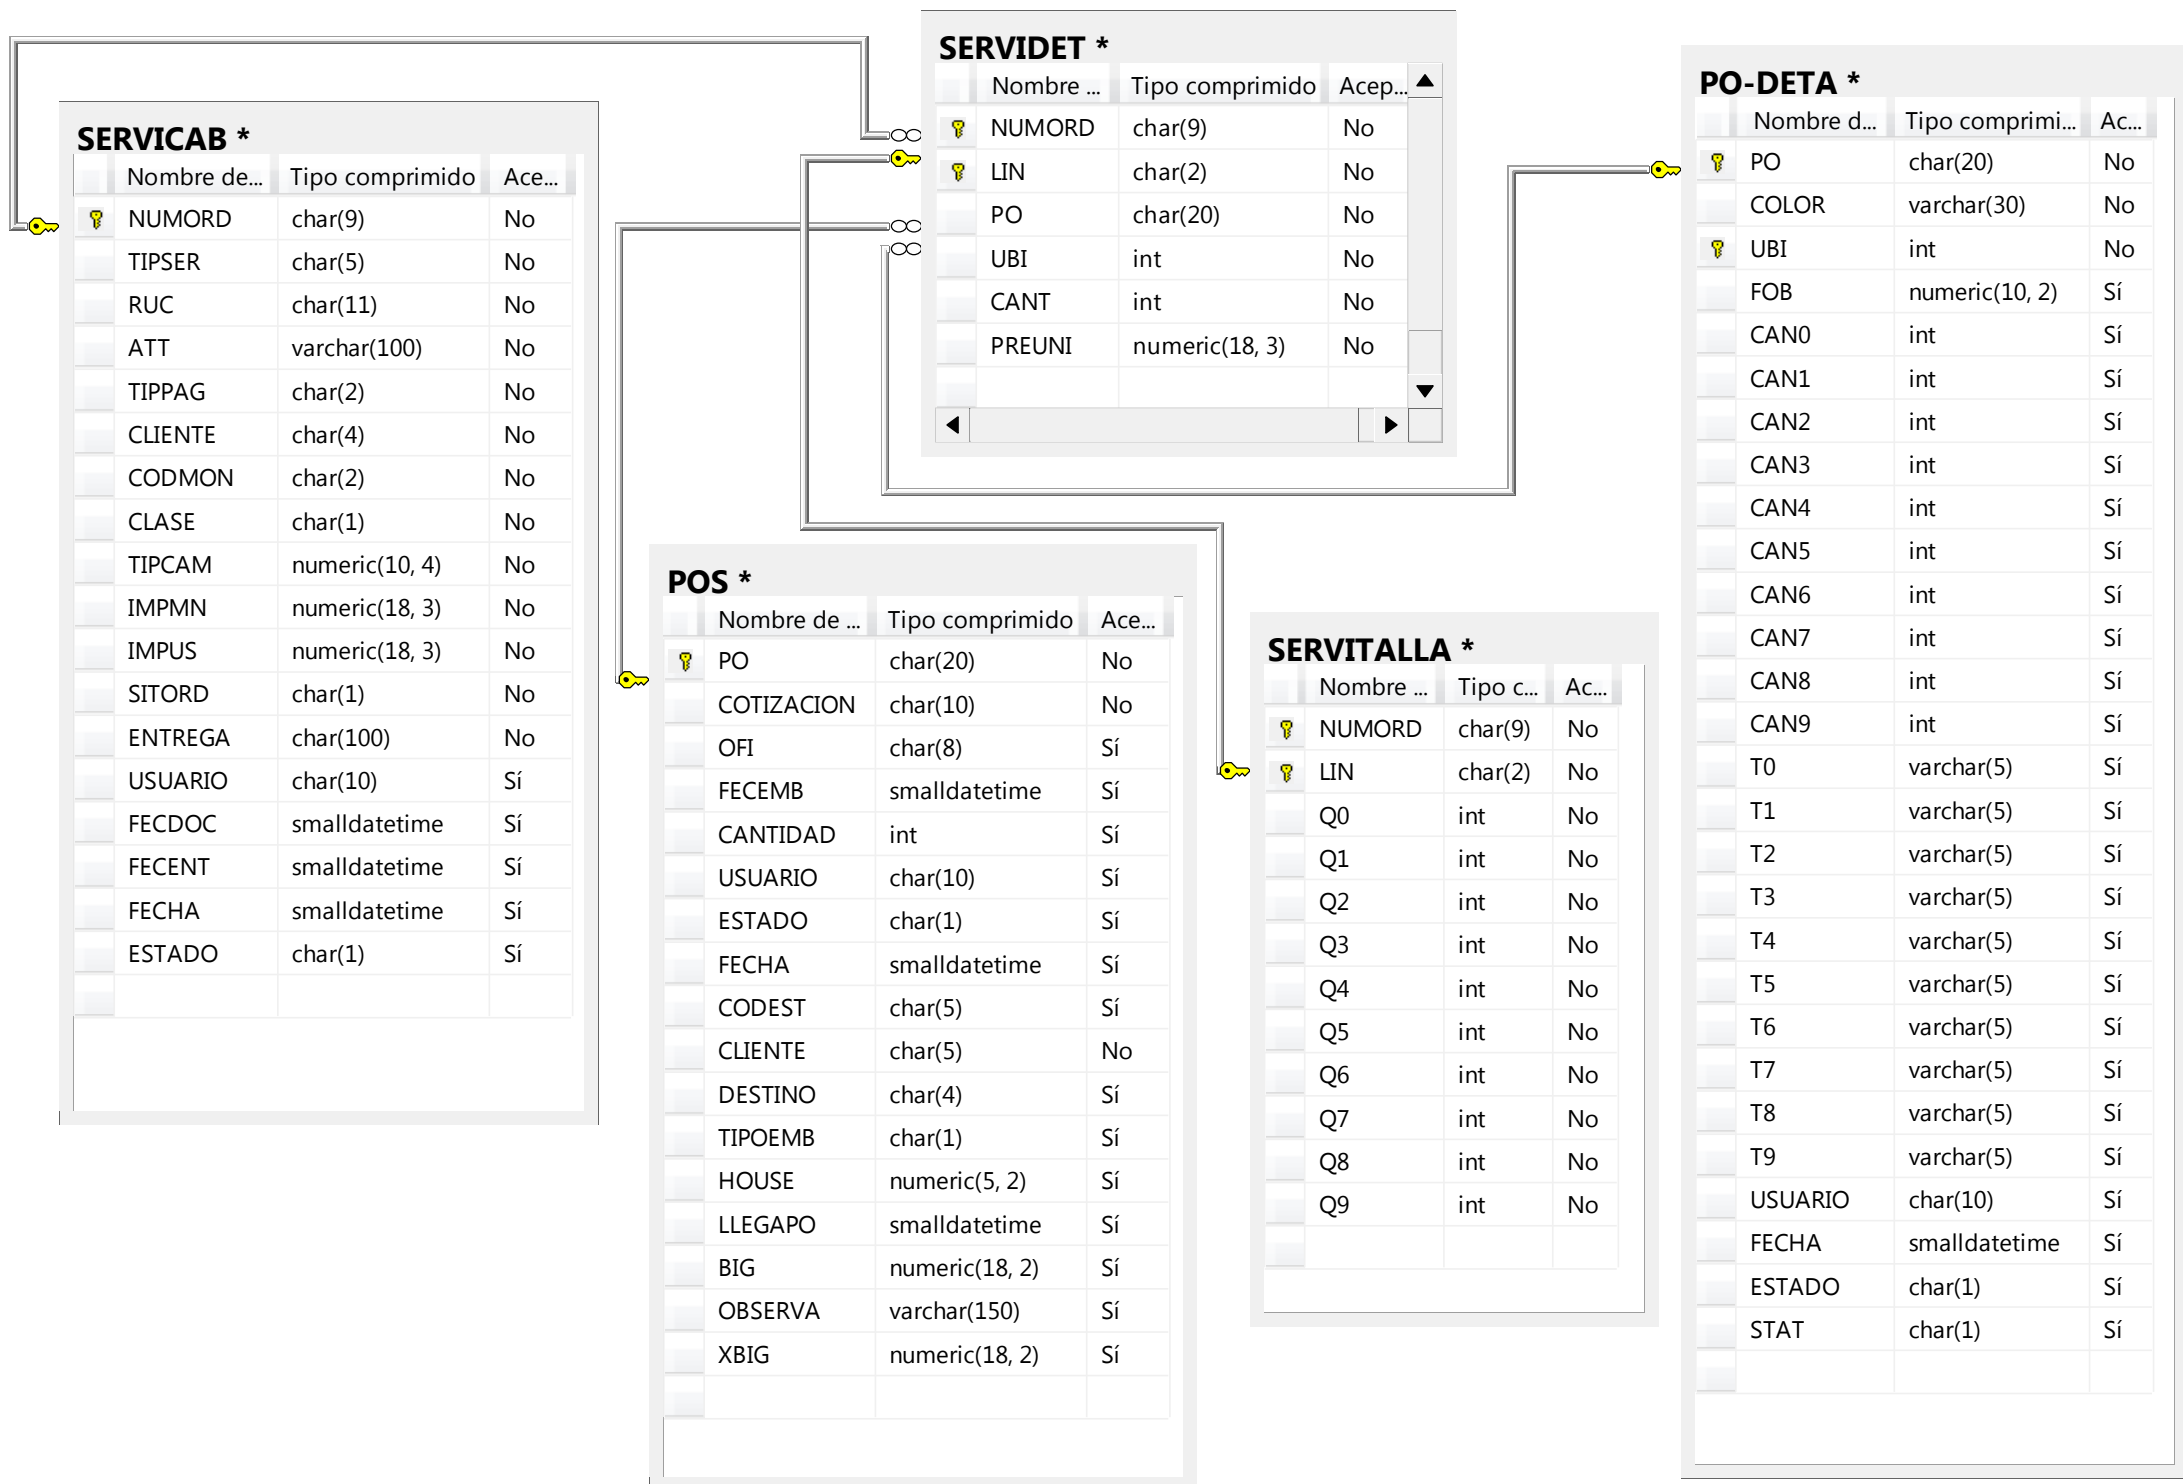 SERVIDET *
Nombre ... Tipo comprimido Acep...
NUMORD char(9) No
LIN char(2) No
PO char(20) No
UBI int No
CANT int No
PREUNI numeric(18, 3) No
PO-DETA *
Nombre d... Tipo comprimi... Ac...
PO char(20) No
COLOR varchar(30) No
UBI int No
FOB numeric(10, 2) Sí
CAN0 int Sí
CAN1 int Sí
CAN2 int Sí
CAN3 int Sí
CAN4 int Sí
CAN5 int Sí
CAN6 int Sí
CAN7 int Sí
CAN8 int Sí
CAN9 int Sí
T0 varchar(5) Sí
T1 varchar(5) Sí
T2 varchar(5) Sí
T3 varchar(5) Sí
T4 varchar(5) Sí
T5 varchar(5) Sí
T6 varchar(5) Sí
T7 varchar(5) Sí
T8 varchar(5) Sí
T9 varchar(5) Sí
USUARIO char(10) Sí
FECHA smalldatetime Sí
ESTADO char(1) Sí
STAT char(1) Sí
SERVICAB *
Nombre de... Tipo comprimido Ace...
NUMORD char(9) No
TIPSER char(5) No
RUC char(11) No
ATT varchar(100) No
TIPPAG char(2) No
CLIENTE char(4) No
CODMON char(2) No
CLASE char(1) No
TIPCAM numeric(10, 4) No
IMPMN numeric(18, 3) No
IMPUS numeric(18, 3) No
SITORD char(1) No
ENTREGA char(100) No
USUARIO char(10) Sí
FECDOC smalldatetime Sí
FECENT smalldatetime Sí
FECHA smalldatetime Sí
ESTADO char(1) Sí
POS *
Nombre de ... Tipo comprimido Ace...
PO char(20) No
COTIZACION char(10) No
OFI char(8) Sí
FECEMB smalldatetime Sí
CANTIDAD int Sí
USUARIO char(10) Sí
ESTADO char(1) Sí
FECHA smalldatetime Sí
CODEST char(5) Sí
CLIENTE char(5) No
DESTINO char(4) Sí
TIPOEMB char(1) Sí
HOUSE numeric(5, 2) Sí
LLEGAPO smalldatetime Sí
BIG numeric(18, 2) Sí
OBSERVA varchar(150) Sí
XBIG numeric(18, 2) Sí
SERVITALLA *
Nombre ... Tipo c... Ac...
NUMORD char(9) No
LIN char(2) No
Q0 int No
Q1 int No
Q2 int No
Q3 int No
Q4 int No
Q5 int No
Q6 int No
Q7 int No
Q8 int No
Q9 int No